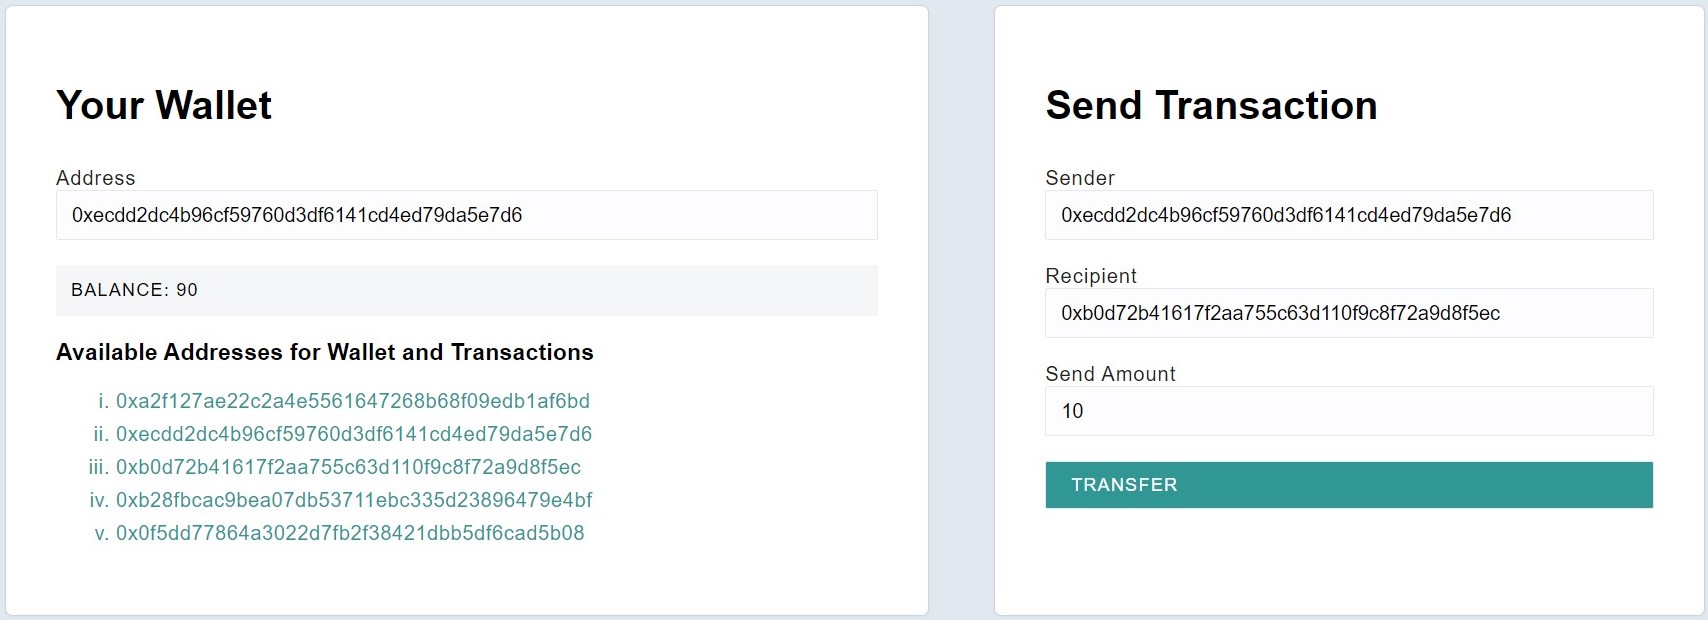 Your Wallet
Address
0xecdd2dc4b96cf59760d3df6141cd4ed79da5e7d6
BALANCE: 90
Available Addresses for Wallet and Transactions
i. 0xa2f127ae22c2a4e5561647268b68f09edb1af6bd
ii. 0xecdd2dc4b96cf59760d3df6141cd4ed79da5e7d6
iii. 0xb0d72b41617f2aa755c63d110f9c8f72a9d8f5ec
iv. 0xb28fbcac9bea07db53711ebc335d23896479e4bf
v. 0x0f5dd77864a3022d7fb2f38421dbb5df6cad5b08
Send Transaction
Sender
0xecdd2dc4b96cf59760d3df6141cd4ed79da5e7d6
Recipient
0xb0d72b41617f2aa755c63d110f9c8f72a9d8f5ec
Send Amount
10
TRANSFER